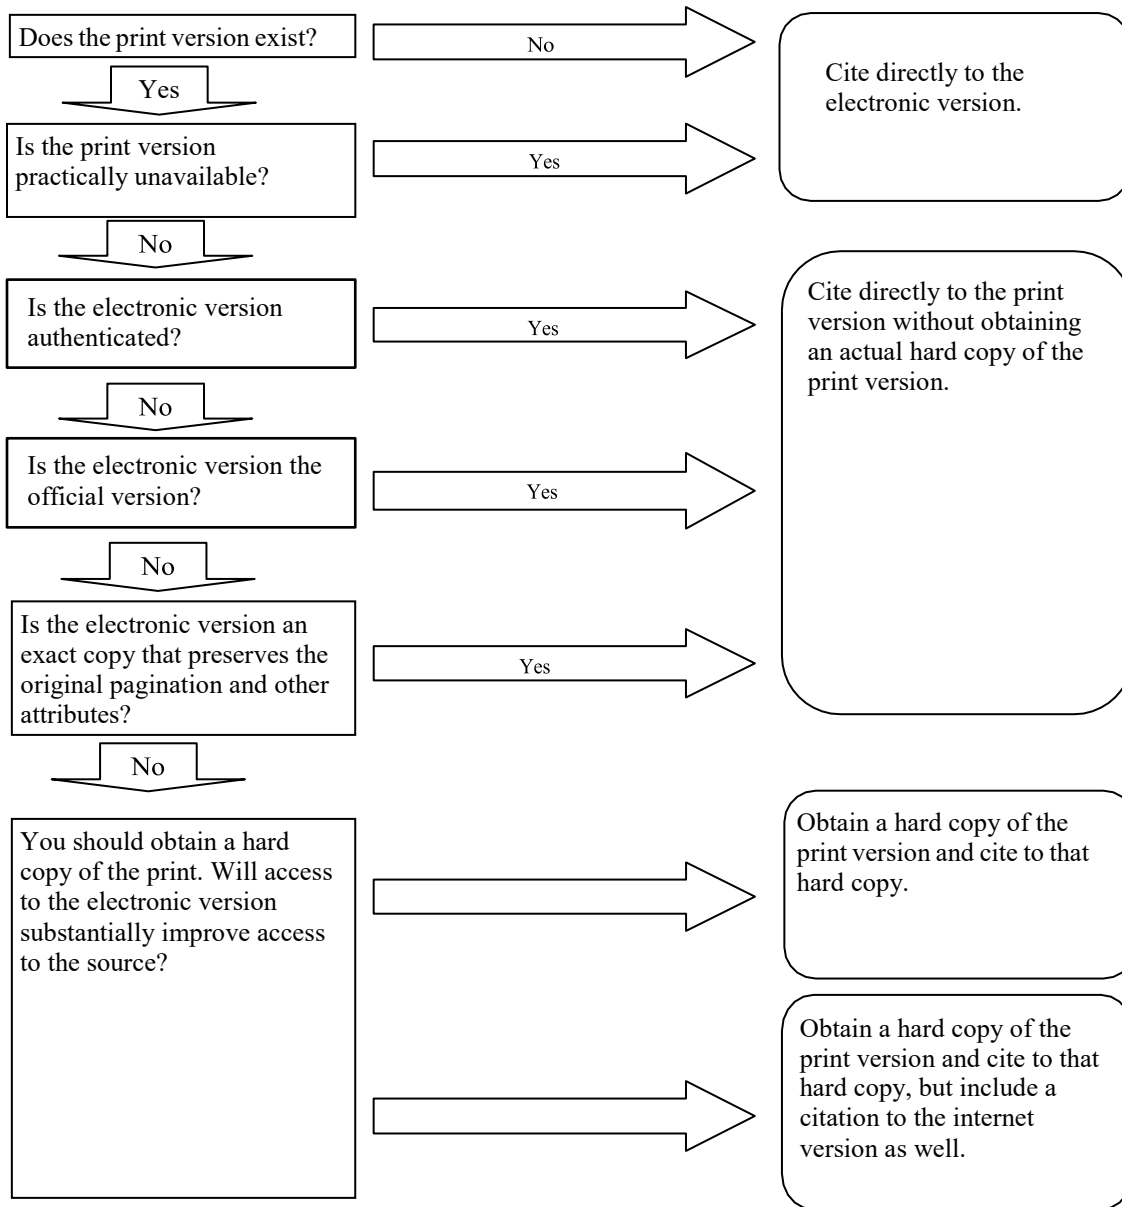 Does the print version exist?
No
Cite directly to the
electronic version.
Yes
Is the print version
practically unavailable?
Yes
No
Is the electronic version
authenticated?
Yes
Cite directly to the print
version without obtaining
an actual hard copy of the
print version.
No
Is the electronic version the
official version?
Yes
No
Is the electronic version an
exact copy that preserves the
original pagination and other
attributes?
Yes
No
You should obtain a hard
copy of the print. Will access
to the electronic version
substantially improve access
to the source?
Obtain a hard copy of the
print version and cite to that
hard copy.
Obtain a hard copy of the
print version and cite to that
hard copy, but include a
citation to the internet
version as well.